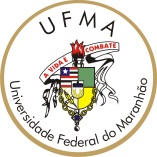 UFMA
A VIDA É COMBATE
Universidade Federal do Maranhão